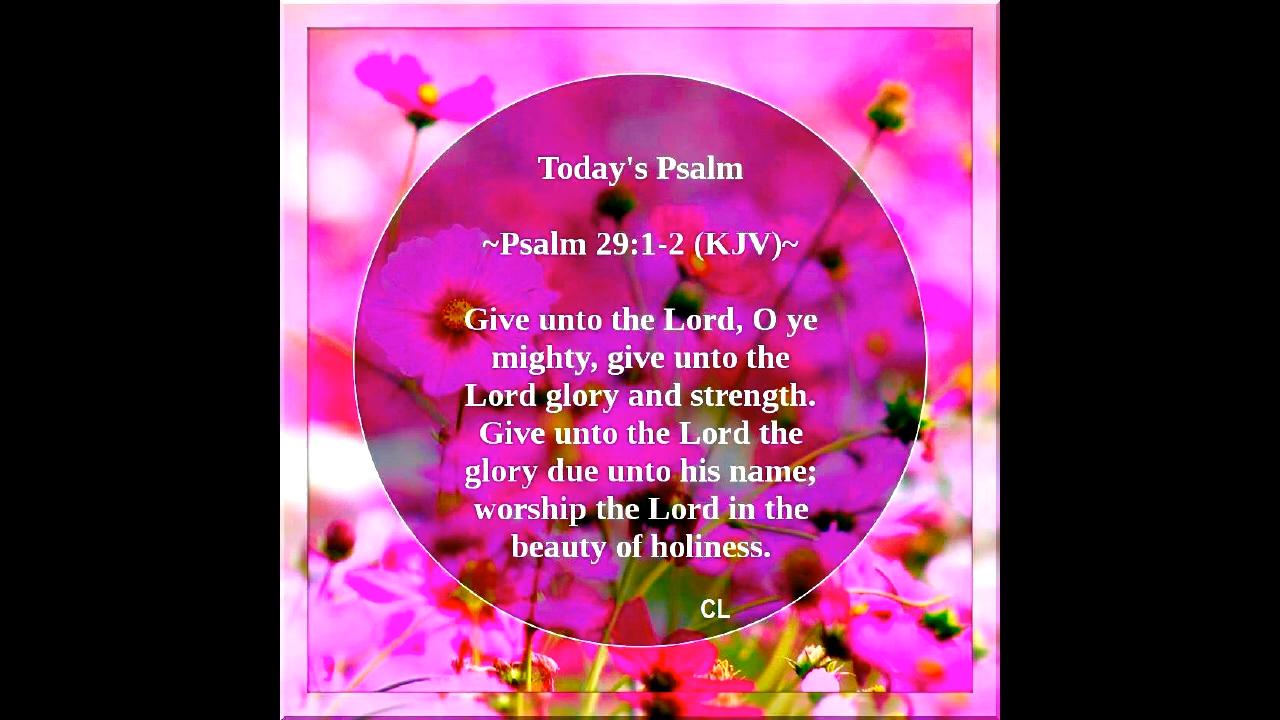 Today's Psalm
~Psalm 29:1-2 (KJV)~
Give unto the Lord, O ye
mighty, give unto the
Lord glory and strength.
Give unto the Lord the
glory due unto his name;
worship the Lord in the
beauty of holiness.
CL